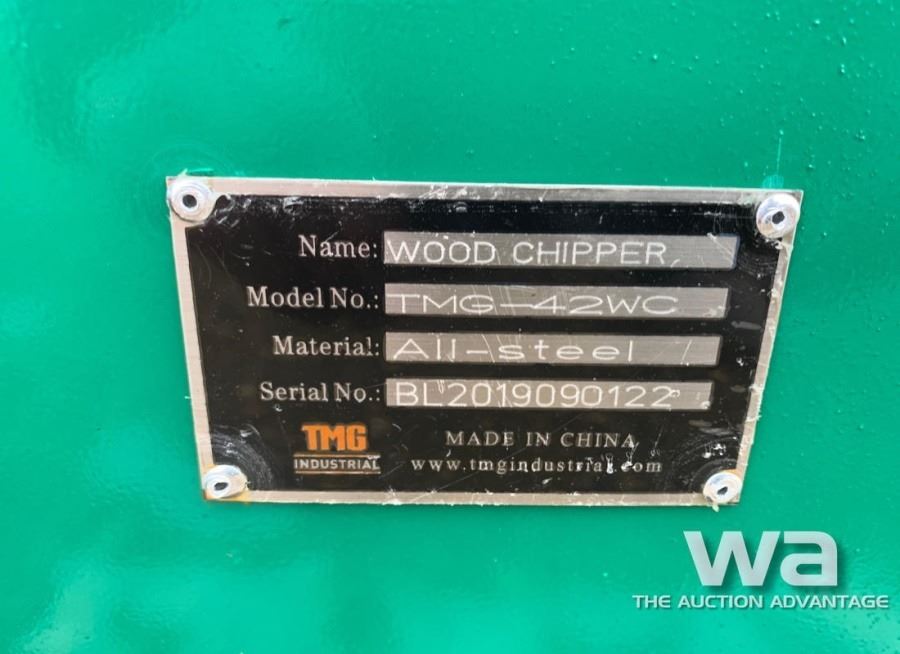 Name: WOOD CHIPPER
Model No.: TMG-42WC
Material: All-steel
Serial No.: BL2019090122
TMG
INDUSTRIAL
MADE IN CHINA
www.tmgindustrial.com
wa
THE AUCTION ADVANTAGE